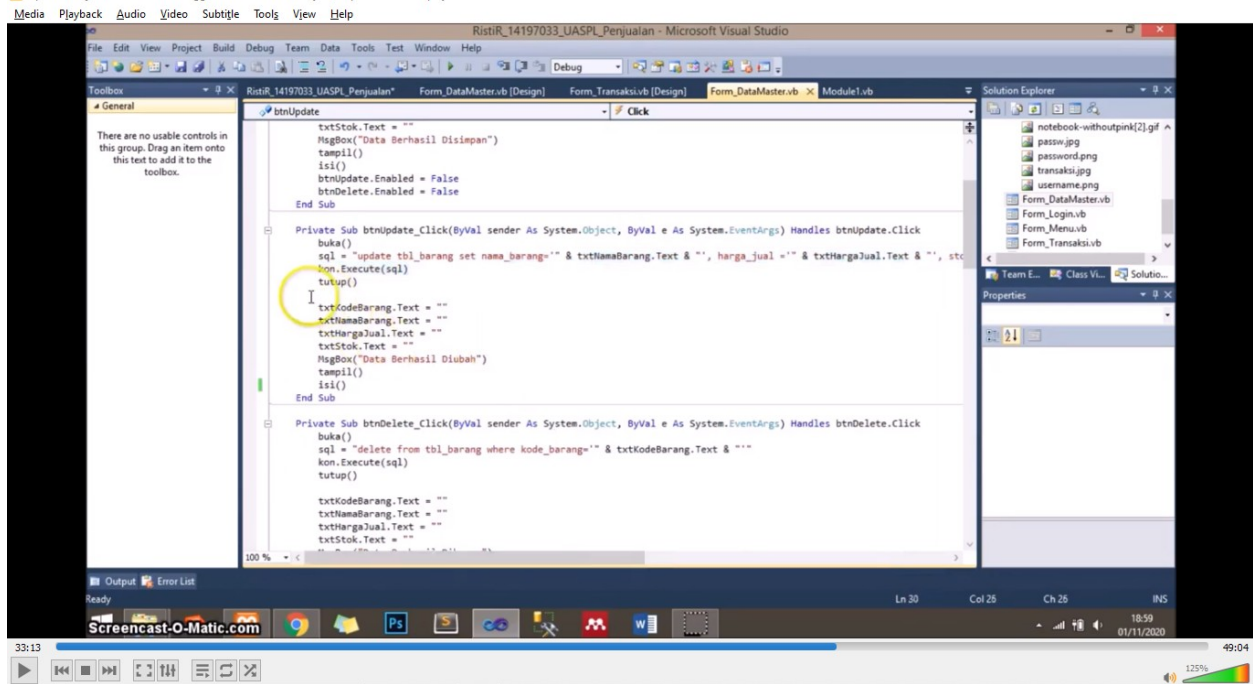 Media Playback Audio Video Subtitle Tools View Help
RistiR_14197033_UASPL_Penjualan - Microsoft Visual Studio
File Edit View Project Build Debug Team Data Tools Test Window Help
Debug
Toolbox
General
There are no usable controls in
this group. Drag an item onto
this text to add it to the
toolbox.
RistiR_14197033_UASPL_Penjualan* Form_DataMaster.vb [Design] Form_Transaksi.vb [Design] Form_DataMaster.vb Module1.vb
btnUpdate Click
txtStok.Text = ""
MsgBox("Data Berhasil Disimpan")
tampil()
isi()
btnUpdate.Enabled = False
btnDelete.Enabled = False
End Sub
Private Sub btnUpdate_Click(ByVal sender As System.Object, ByVal e As System.EventArgs) Handles btnUpdate.Click
buka()
sql = "update tbl_barang set nama_barang='" & txtNamaBarang.Text & "', harga_jual ='" & txtHargaJual.Text & "', sto
kon.Execute(sql)
tutup()
txtKodeBarang.Text = ""
txtNamaBarang.Text = ""
txtHargaJual.Text = ""
txtStok.Text = ""
MsgBox("Data Berhasil Diubah")
tampil()
isi()
End Sub
Private Sub btnDelete_Click(ByVal sender As System.Object, ByVal e As System.EventArgs) Handles btnDelete.Click
buka()
sql = "delete from tbl_barang where kode_barang='" & txtKodeBarang.Text & "'"
kon.Execute(sql)
tutup()
txtKodeBarang.Text = ""
txtNamaBarang.Text = ""
txtHargaJual.Text = ""
txtStok.Text = ""
100 %
Solution Explorer
notebook-withoutpink[2].gif
passw.jpg
password.png
transaksi.jpg
username.png
Form_DataMaster.vb
Form_Login.vb
Form_Menu.vb
Form_Transaksi.vb
Team E... Class Vi... Solutio...
Properties
Output Error List
Ready Ln 30 Col 26 Ch 26 INS
Screencast-O-Matic.com
Ps S W
18:59
01/11/2020
33:13 49:04
125%